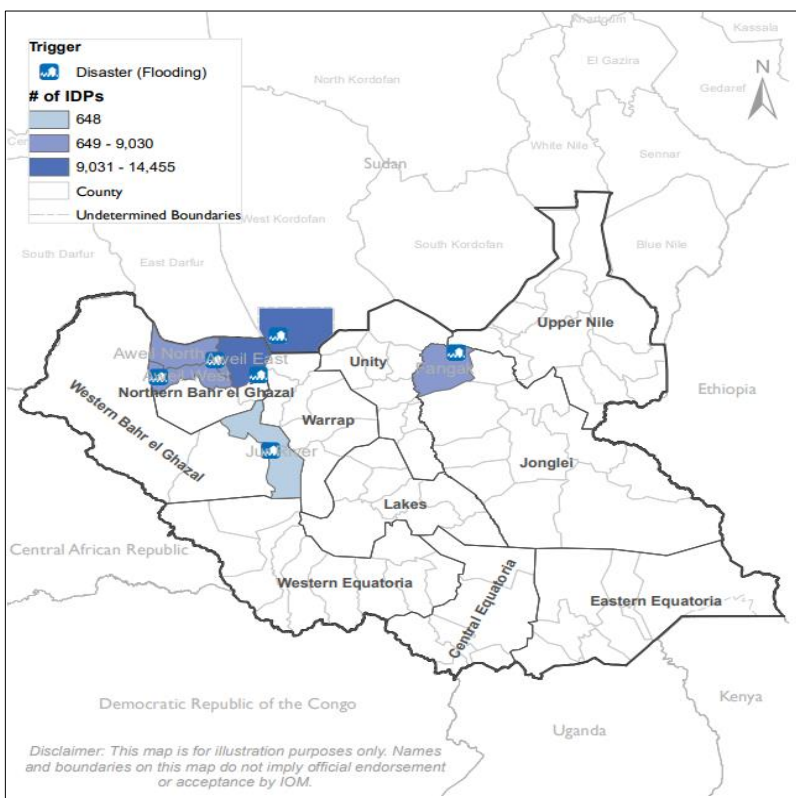 Trigger
Disaster (Flooding)
# of IDPs
648
649 - 9,030
9,031 - 14,455
County
Undetermined Boundaries
Khartoum
Kassala
El Gazira
Gedaref
North Kordofan
N
White Nile
Sennar
Sudan
West Kordofan
South Darfur
East Darfur
South Kordofan
Blue Nile
Upper Nile
Aweil North
Aweil East
Aweil West
Unity
Northern Bahr el Ghazal
Ethiopia
Western Bahr el Ghazal
Warrap
Jur River
Jonglei
Lakes
Central African Republic
Western Equatoria
Central Equatoria
Eastern Equatoria
Democratic Republic of the Congo
Kenya
Uganda
Disclaimer: This map is for illustration purposes only. Names
and boundaries on this map do not imply official endorsement
or acceptance by IOM.